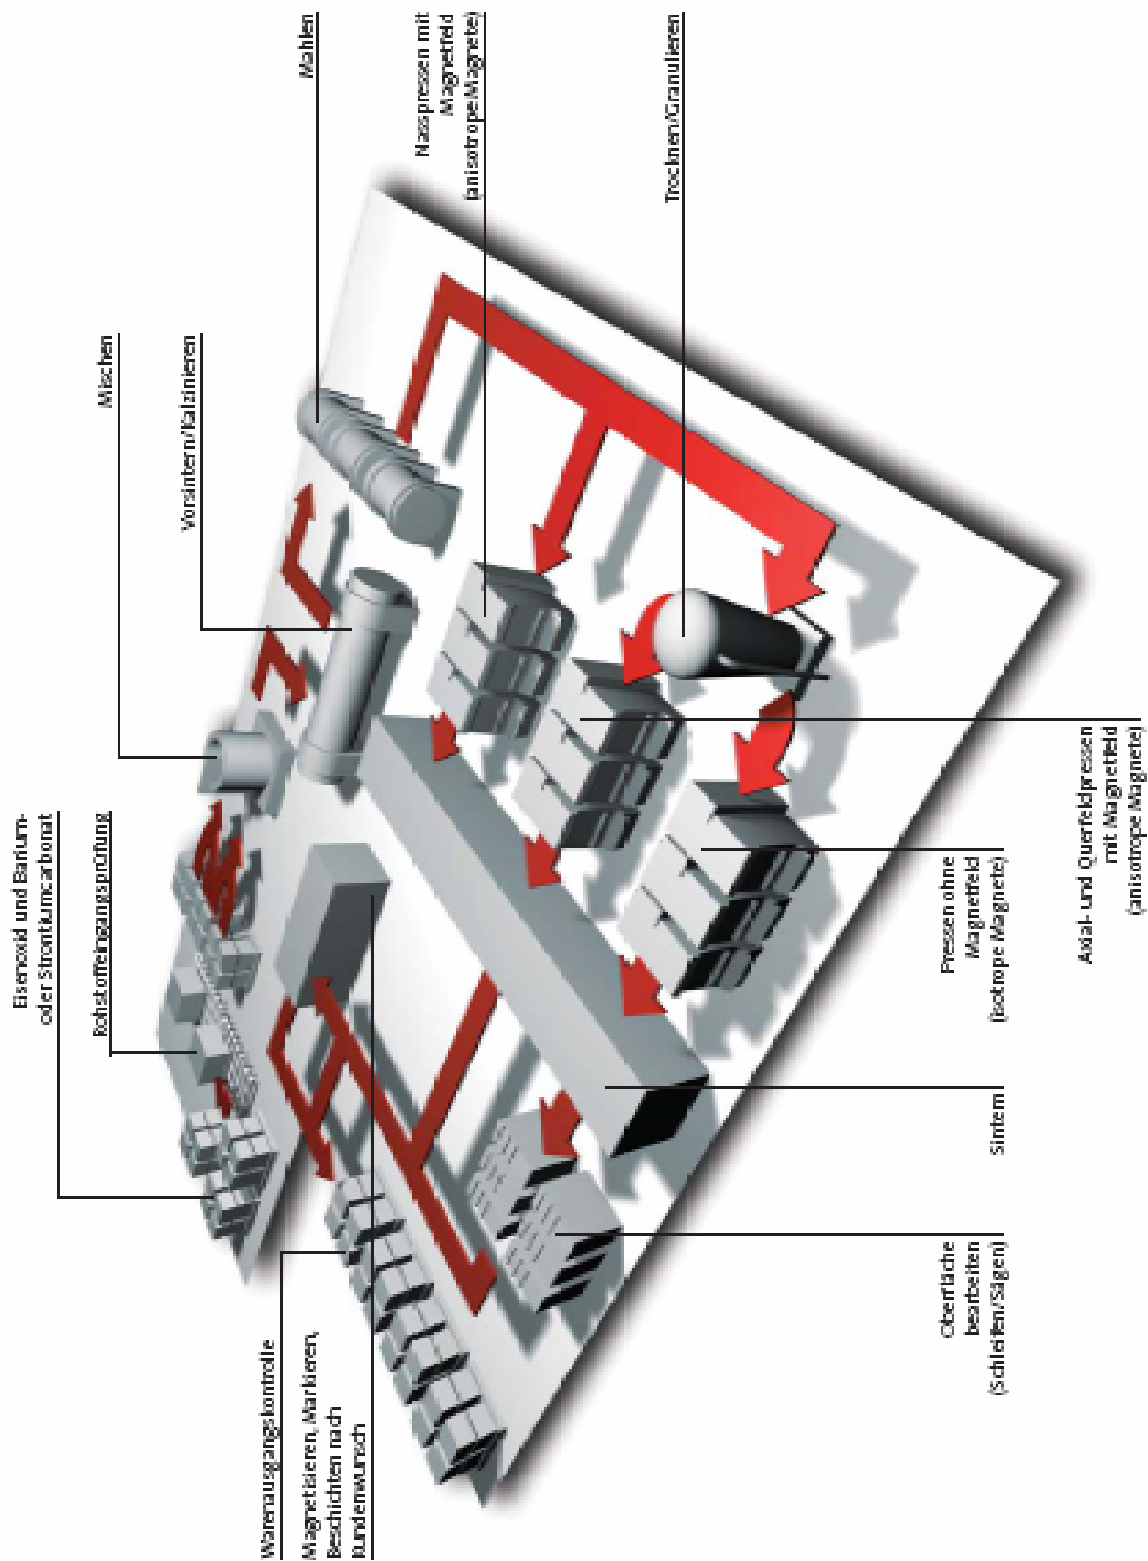 Eisenoxid und Barium-
oder Strontiumcarbonat
Rohstoffeingangsprüfung
Mischen
Vorsintern/Kalzinieren
Mahlen
Nasspressen mit
Magnetfeld
(anisotrope Magnete)
Trocknen/Granulieren
Warenausgangskontrolle
Magnetisieren, Markieren,
Beschichten nach
Kundenwunsch
Oberfläche
bearbeiten
(Schleifen/Sägen)
Sintern
Pressen ohne
Magnetfeld
(isotrope Magnete)
Axial- und Querfeldpressen
mit Magnetfeld
(anisotrope Magnete)